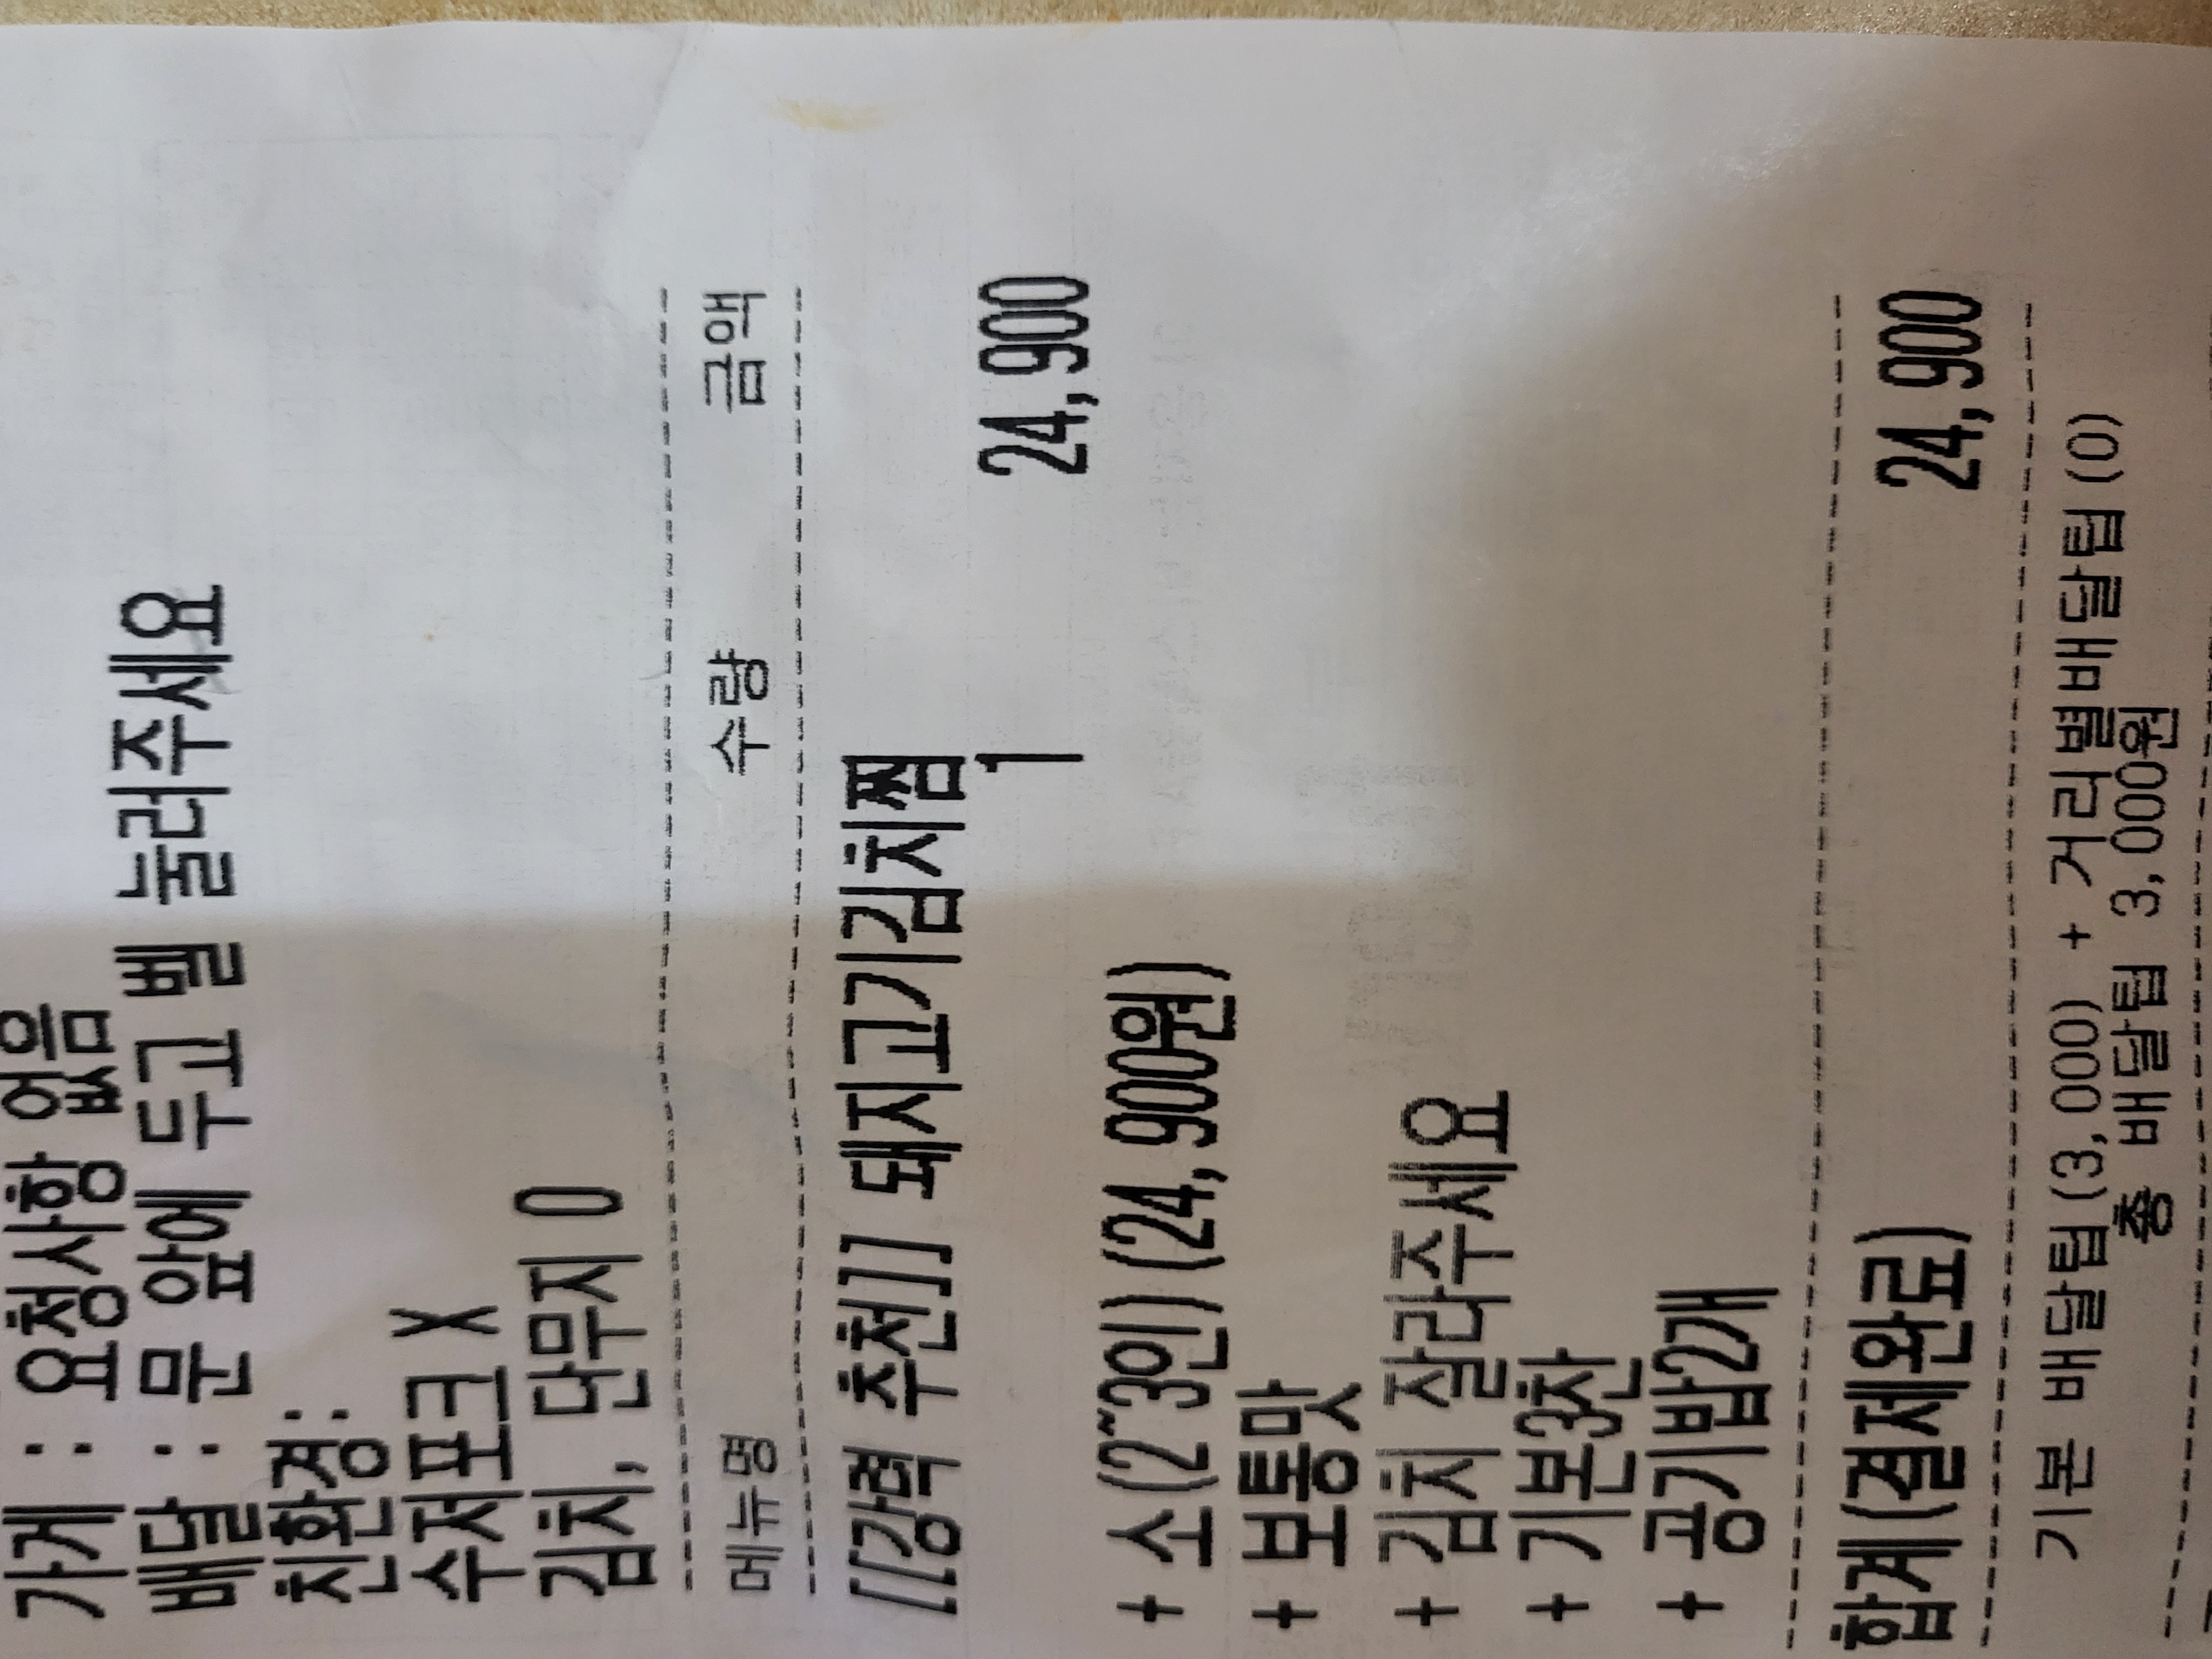 가게 : 요청사항 없음
배달 : 문 앞에 두고 벨 눌러주세요
친환경:
수저포크 X
김치, 단무지 O
메뉴명 수량 금액
[[강력 추천]] 돼지고기김치찜
1 24,900
+ 소(2~3인) (24,900원)
+ 보통맛
+ 김치 잘라주세요
+ 기본3찬
+ 공기밥2개
합계(결제완료) 24,900
기본 배달팁(3,000) + 거리별배달팁(0)
총 배달팁 3,000원